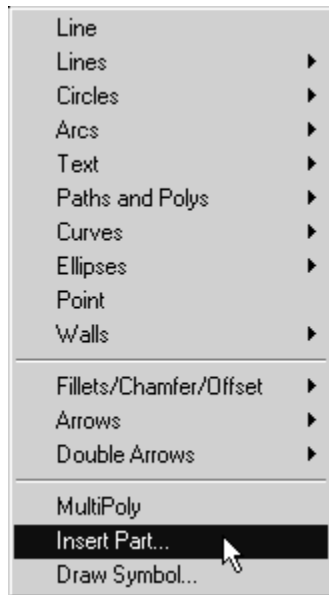 Line
Lines
Circles
Arcs
Text
Paths and Polys
Curves
Ellipses
Point
Walls
Fillets/Chamfer/Offset
Arrows
Double Arrows
MultiPoly
Insert Part...
Draw Symbol...